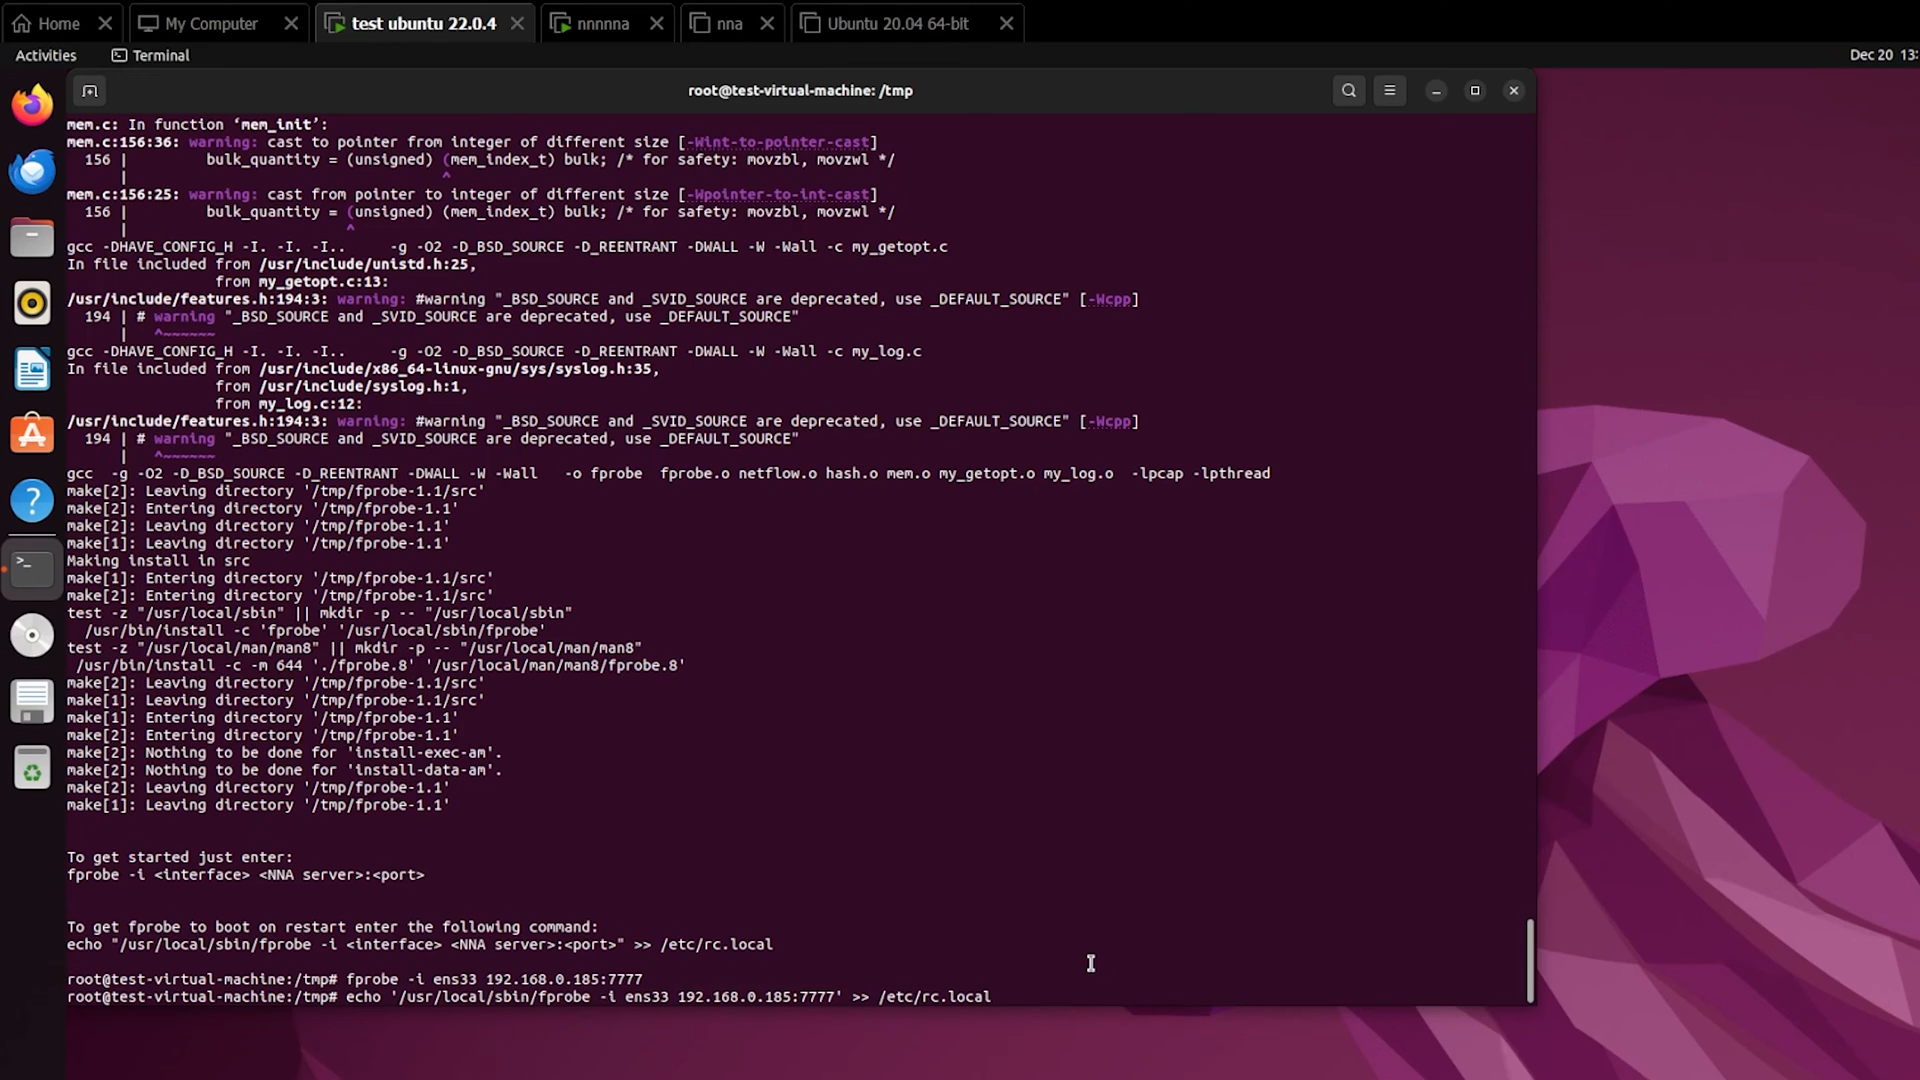 Home
My Computer
test ubuntu 22.0.4
nnnnna
nna
Ubuntu 20.04 64-bit
Activities
Terminal
Dec 20 13:
root@test-virtual-machine: /tmp
mem.c: In function ‘mem_init’:
mem.c:156:36: warning: cast to pointer from integer of different size [-Wint-to-pointer-cast]
156 | bulk_quantity = (unsigned) (mem_index_t) bulk; /* for safety: movzbl, movzwl */
| ^
mem.c:156:25: warning: cast from pointer to integer of different size [-Wpointer-to-int-cast]
156 | bulk_quantity = (unsigned) (mem_index_t) bulk; /* for safety: movzbl, movzwl */
| ^
gcc -DHAVE_CONFIG_H -I. -I. -I.. -g -O2 -D_BSD_SOURCE -D_REENTRANT -DWALL -W -Wall -c my_getopt.c
In file included from /usr/include/unistd.h:25,
from my_getopt.c:13:
/usr/include/features.h:194:3: warning: #warning "_BSD_SOURCE and _SVID_SOURCE are deprecated, use _DEFAULT_SOURCE" [-Wcpp]
194 | # warning "_BSD_SOURCE and _SVID_SOURCE are deprecated, use _DEFAULT_SOURCE"
| ^~~~~~~
gcc -DHAVE_CONFIG_H -I. -I. -I.. -g -O2 -D_BSD_SOURCE -D_REENTRANT -DWALL -W -Wall -c my_log.c
In file included from /usr/include/x86_64-linux-gnu/sys/syslog.h:35,
from /usr/include/syslog.h:1,
from my_log.c:12:
/usr/include/features.h:194:3: warning: #warning "_BSD_SOURCE and _SVID_SOURCE are deprecated, use _DEFAULT_SOURCE" [-Wcpp]
194 | # warning "_BSD_SOURCE and _SVID_SOURCE are deprecated, use _DEFAULT_SOURCE"
| ^~~~~~~
gcc -g -O2 -D_BSD_SOURCE -D_REENTRANT -DWALL -W -Wall -o fprobe fprobe.o netflow.o hash.o mem.o my_getopt.o my_log.o -lpcap -lpthread
make[2]: Leaving directory '/tmp/fprobe-1.1/src'
make[2]: Entering directory '/tmp/fprobe-1.1'
make[2]: Leaving directory '/tmp/fprobe-1.1'
make[1]: Leaving directory '/tmp/fprobe-1.1'
Making install in src
make[1]: Entering directory '/tmp/fprobe-1.1/src'
make[2]: Entering directory '/tmp/fprobe-1.1/src'
test -z "/usr/local/sbin" || mkdir -p -- "/usr/local/sbin"
/usr/bin/install -c 'fprobe' '/usr/local/sbin/fprobe'
test -z "/usr/local/man/man8" || mkdir -p -- "/usr/local/man/man8"
/usr/bin/install -c -m 644 './fprobe.8' '/usr/local/man/man8/fprobe.8'
make[2]: Leaving directory '/tmp/fprobe-1.1/src'
make[1]: Leaving directory '/tmp/fprobe-1.1/src'
make[1]: Entering directory '/tmp/fprobe-1.1'
make[2]: Entering directory '/tmp/fprobe-1.1'
make[2]: Nothing to be done for 'install-exec-am'.
make[2]: Nothing to be done for 'install-data-am'.
make[2]: Leaving directory '/tmp/fprobe-1.1'
make[1]: Leaving directory '/tmp/fprobe-1.1'
To get started just enter:
fprobe -i <interface> <NNA server>:<port>
To get fprobe to boot on restart enter the following command:
echo "/usr/local/sbin/fprobe -i <interface> <NNA server>:<port>" >> /etc/rc.local
root@test-virtual-machine:/tmp# fprobe -i ens33 192.168.0.185:7777
root@test-virtual-machine:/tmp# echo '/usr/local/sbin/fprobe -i ens33 192.168.0.185:7777' >> /etc/rc.local